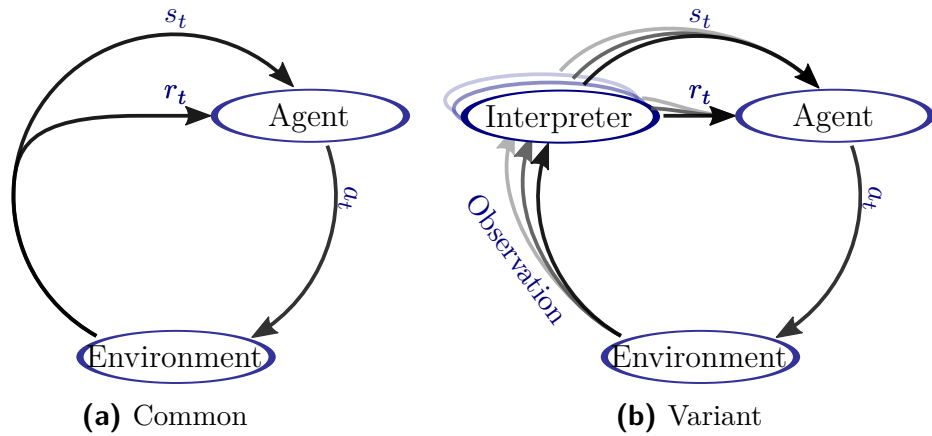 s_t
r_t
Agent
a_t
Environment
(a) Common
s_t
r_t
Interpreter
Agent
a_t
Observation
Environment
(b) Variant